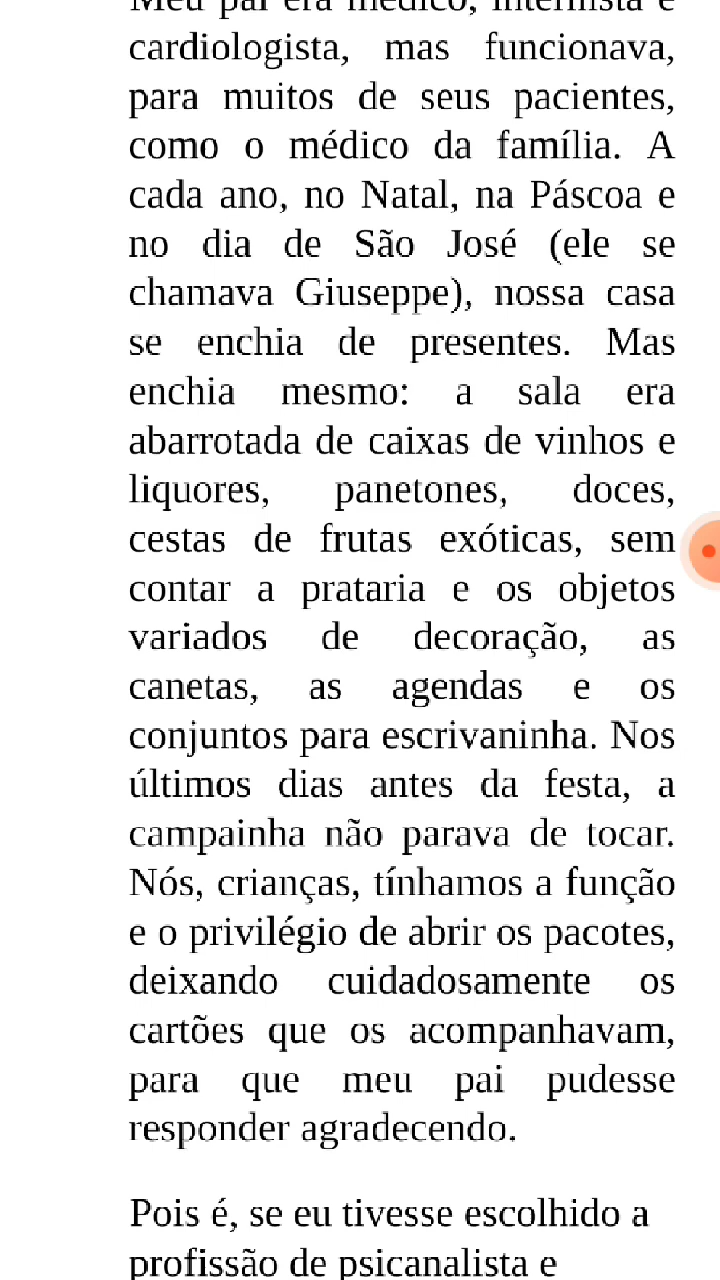 Meu pai era médico, internista e
cardiologista, mas funcionava,
para muitos de seus pacientes,
como o médico da família. A
cada ano, no Natal, na Páscoa e
no dia de São José (ele se
chamava Giuseppe), nossa casa
se enchia de presentes. Mas
enchia mesmo: a sala era
abarrotada de caixas de vinhos e
liquores, panetones, doces,
cestas de frutas exóticas, sem
contar a prataria e os objetos
variados de decoração, as
canetas, as agendas e os
conjuntos para escrivaninha. Nos
últimos dias antes da festa, a
campainha não parava de tocar.
Nós, crianças, tínhamos a função
e o privilégio de abrir os pacotes,
deixando cuidadosamente os
cartões que os acompanhavam,
para que meu pai pudesse
responder agradecendo.
Pois é, se eu tivesse escolhido a
profissão de psicanalista e